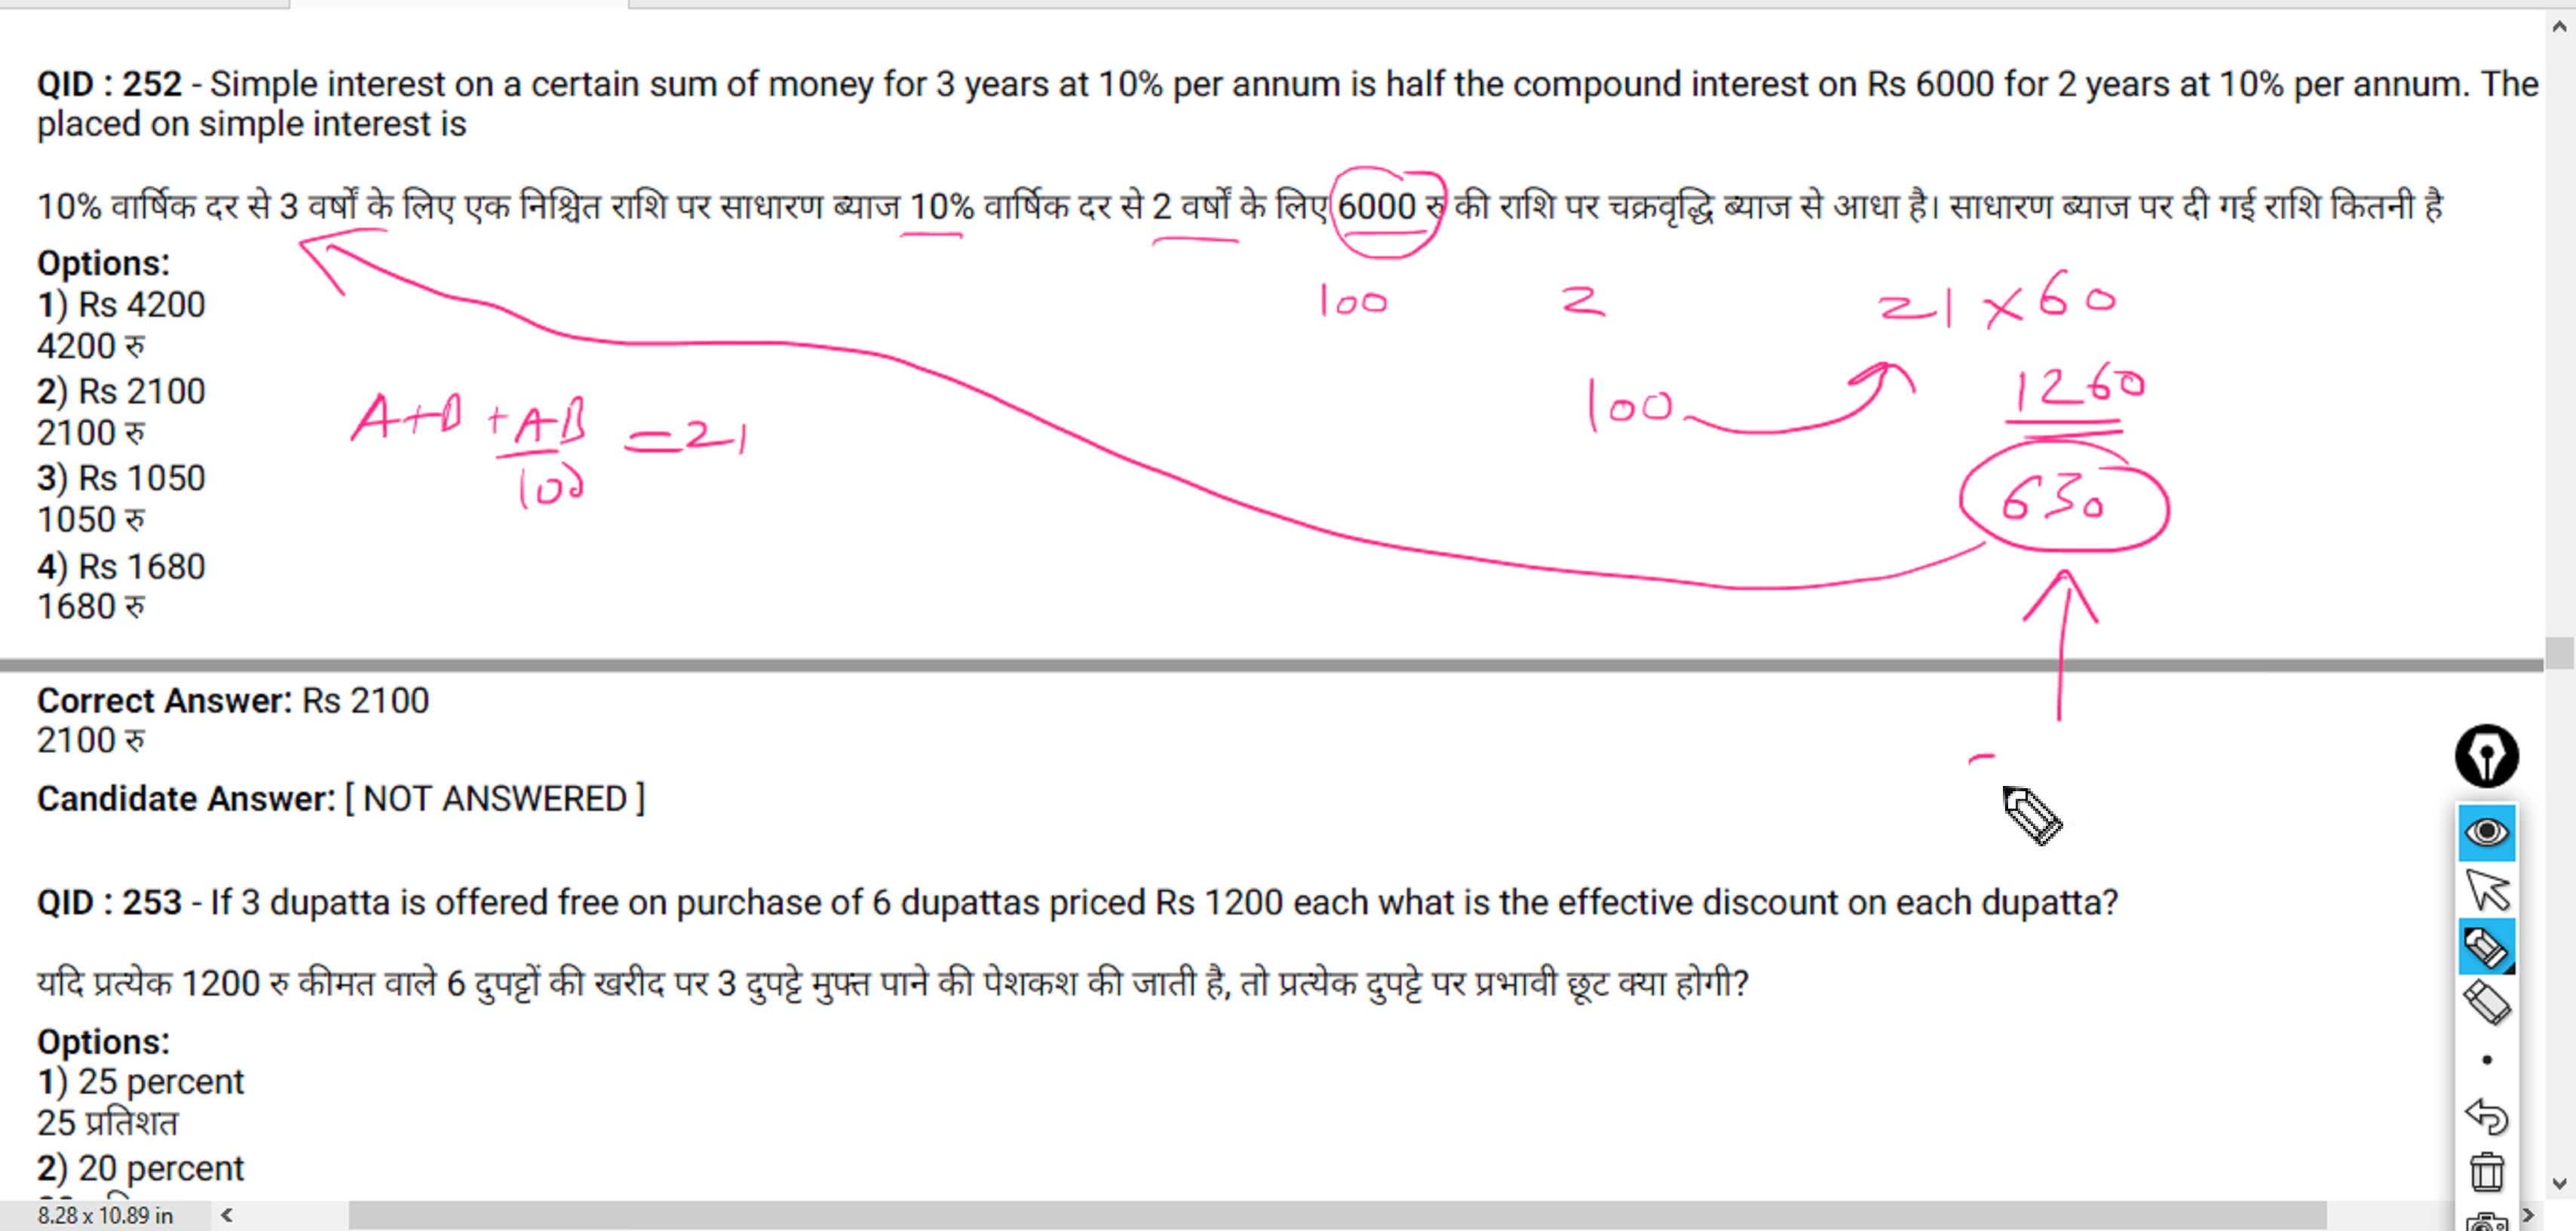 QID : 252 - Simple interest on a certain sum of money for 3 years at 10% per annum is half the compound interest on Rs 6000 for 2 years at 10% per annum. The
placed on simple interest is
10% वार्षिक दर से 3 वर्षों के लिए एक निश्चित राशि पर साधारण ब्याज 10% वार्षिक दर से 2 वर्षों के लिए 6000 रु की राशि पर चक्रवृद्धि ब्याज से आधा है। साधारण ब्याज पर दी गई राशि कितनी है
Options:
1) Rs 4200
4200 रु
2) Rs 2100
2100 रु
3) Rs 1050
1050 रु
4) Rs 1680
1680 रु
100 2 21 × 60
100 1260
A+B + AB/100 = 21
630
Correct Answer: Rs 2100
2100 रु
Candidate Answer: [ NOT ANSWERED ]
QID : 253 - If 3 dupatta is offered free on purchase of 6 dupattas priced Rs 1200 each what is the effective discount on each dupatta?
यदि प्रत्येक 1200 रु कीमत वाले 6 दुपट्टों की खरीद पर 3 दुपट्टे मुफ्त पाने की पेशकश की जाती है, तो प्रत्येक दुपट्टे पर प्रभावी छूट क्या होगी?
Options:
1) 25 percent
25 प्रतिशत
2) 20 percent
8.28 x 10.89 in